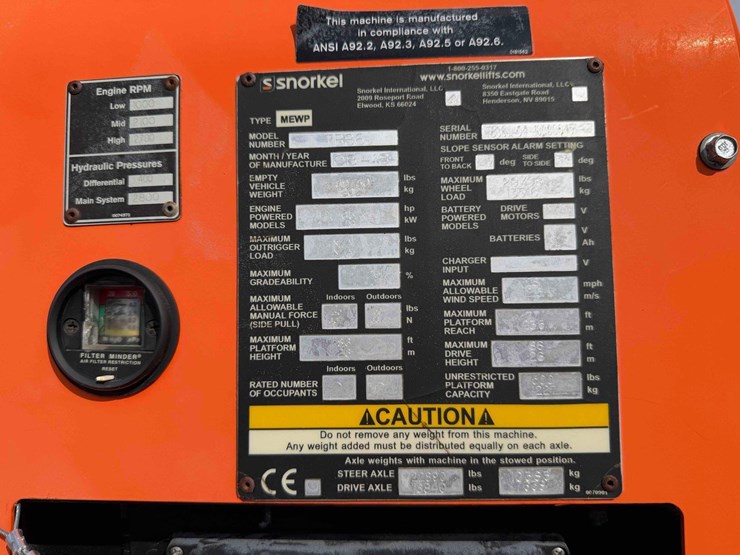 This machine is manufactured
in compliance with
ANSI A92.2, A92.3, A92.5 or A92.6.
Engine RPM
Low
Mid
High
Hydraulic Pressures
Differential
Main System
FILTER MINDER®
AIR FILTER RESTRICTION
RESET
snorkel
1-800-255-0317
www.snorkellifts.com
Snorkel International, LLC
2009 Roseport Road
Elwood, KS 66024
Snorkel International, LLC
8350 Eastgate Road
Henderson, NV 89015
TYPE MEWP
MODEL
NUMBER
MONTH / YEAR
OF MANUFACTURE
EMPTY
VEHICLE
WEIGHT
lbs
kg
ENGINE
POWERED
MODELS
hp
kW
MAXIMUM
OUTRIGGER
LOAD
lbs
kg
MAXIMUM
GRADEABILITY
%
Indoors Outdoors
MAXIMUM
ALLOWABLE
MANUAL FORCE
(SIDE PULL)
lbs
N
MAXIMUM
PLATFORM
HEIGHT
ft
m
Indoors Outdoors
RATED NUMBER
OF OCCUPANTS
SERIAL
NUMBER
SLOPE SENSOR ALARM SETTING
FRONT
TO BACK
deg
SIDE
TO SIDE
deg
MAXIMUM
WHEEL
LOAD
lbs
kg
BATTERY
POWERED
MODELS
DRIVE
MOTORS
V
BATTERIES
V
Ah
CHARGER
INPUT
V
MAXIMUM
ALLOWABLE
WIND SPEED
mph
m/s
MAXIMUM
PLATFORM
REACH
ft
m
MAXIMUM
DRIVE
HEIGHT
ft
m
UNRESTRICTED
PLATFORM
CAPACITY
lbs
kg
⚠CAUTION⚠
Do not remove any weight from this machine.
Any weight added must be distributed equally on each axle.
Axle weights with machine in the stowed position.
STEER AXLE lbs kg
DRIVE AXLE lbs kg
CE